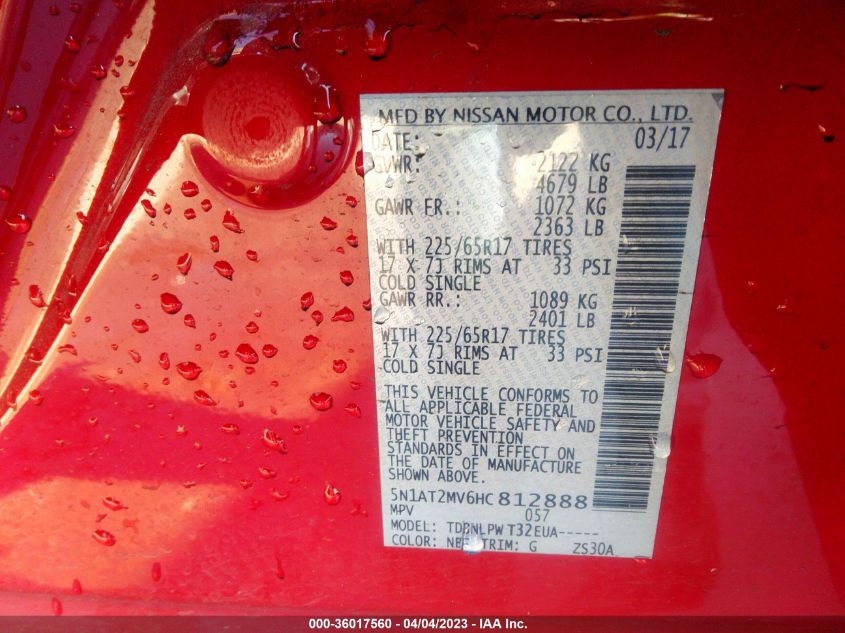 MFD BY NISSAN MOTOR CO., LTD.
DATE: 03/17
GVWR: 2122 KG
4679 LB
GAWR FR.: 1072 KG
2363 LB
WITH 225/65R17 TIRES
17 X 7J RIMS AT 33 PSI
COLD SINGLE
GAWR RR.: 1089 KG
2401 LB
WITH 225/65R17 TIRES
17 X 7J RIMS AT 33 PSI
COLD SINGLE
THIS VEHICLE CONFORMS TO
ALL APPLICABLE FEDERAL
MOTOR VEHICLE SAFETY AND
THEFT PREVENTION
STANDARDS IN EFFECT ON
THE DATE OF MANUFACTURE
SHOWN ABOVE.
5N1AT2MV6HC812888
MPV 057
MODEL: T32EUA-----
COLOR: TRIM: G ZS30A
000-36017560 - 04/04/2023 - IAA Inc.